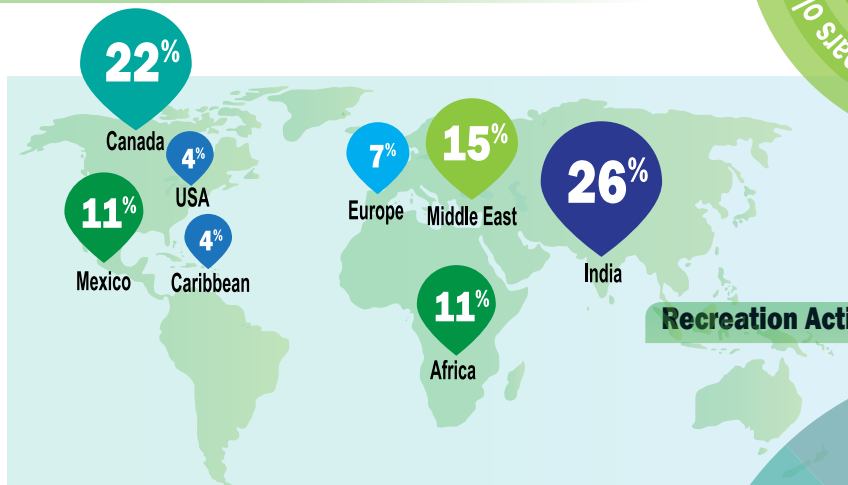 22%
Canada
4%
USA
11%
Mexico
4%
Caribbean
7%
Europe
15%
Middle East
26%
India
11%
Africa
Recreation Acti